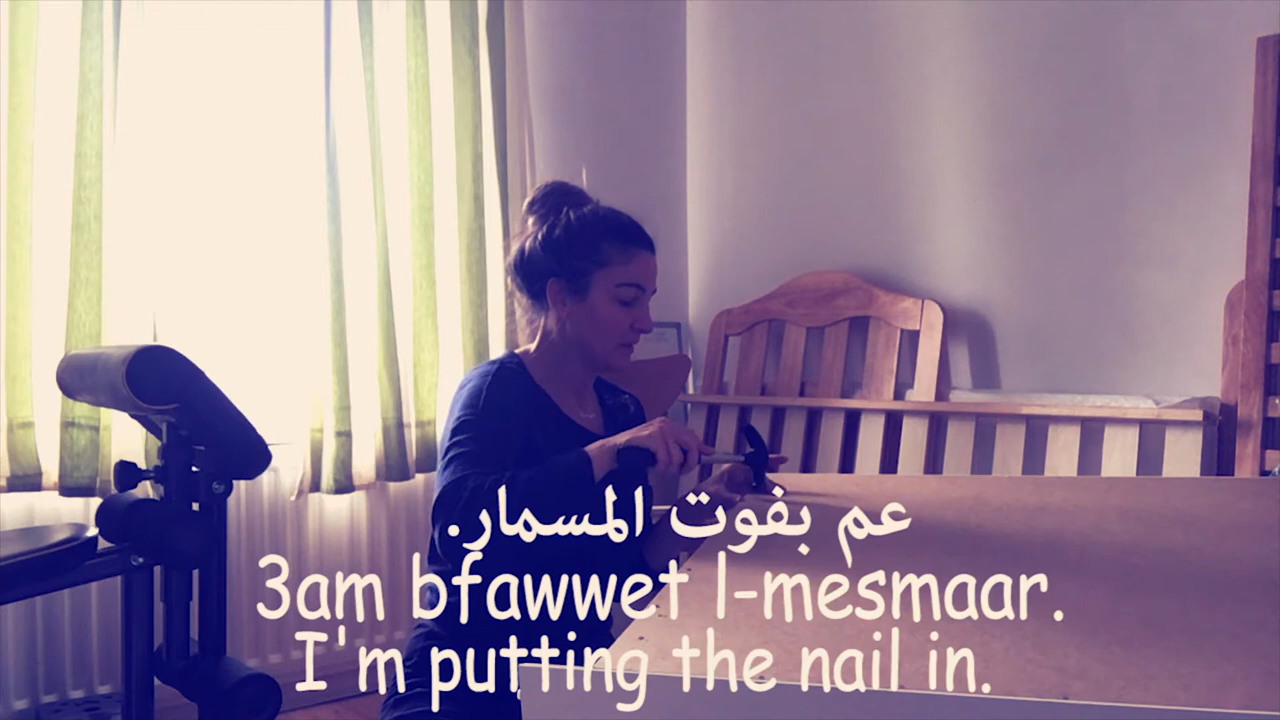 عم بفوت المسمار.
3am bfawwet l-mesmaar.
I'm putting the nail in.